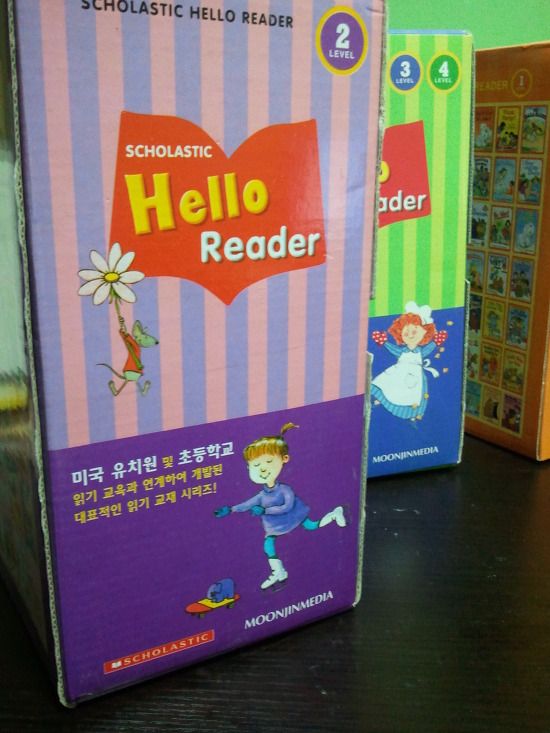 SCHOLASTIC HELLO READER
2
LEVEL
SCHOLASTIC
Hello
Reader
미국 유치원 및 초등학교
읽기 교육과 연계하여 개발된
대표적인 읽기 교재 시리즈!
MOONJINMEDIA
SCHOLASTIC
3
LEVEL
4
LEVEL
o
ader
MOONJINMEDIA
READER 1